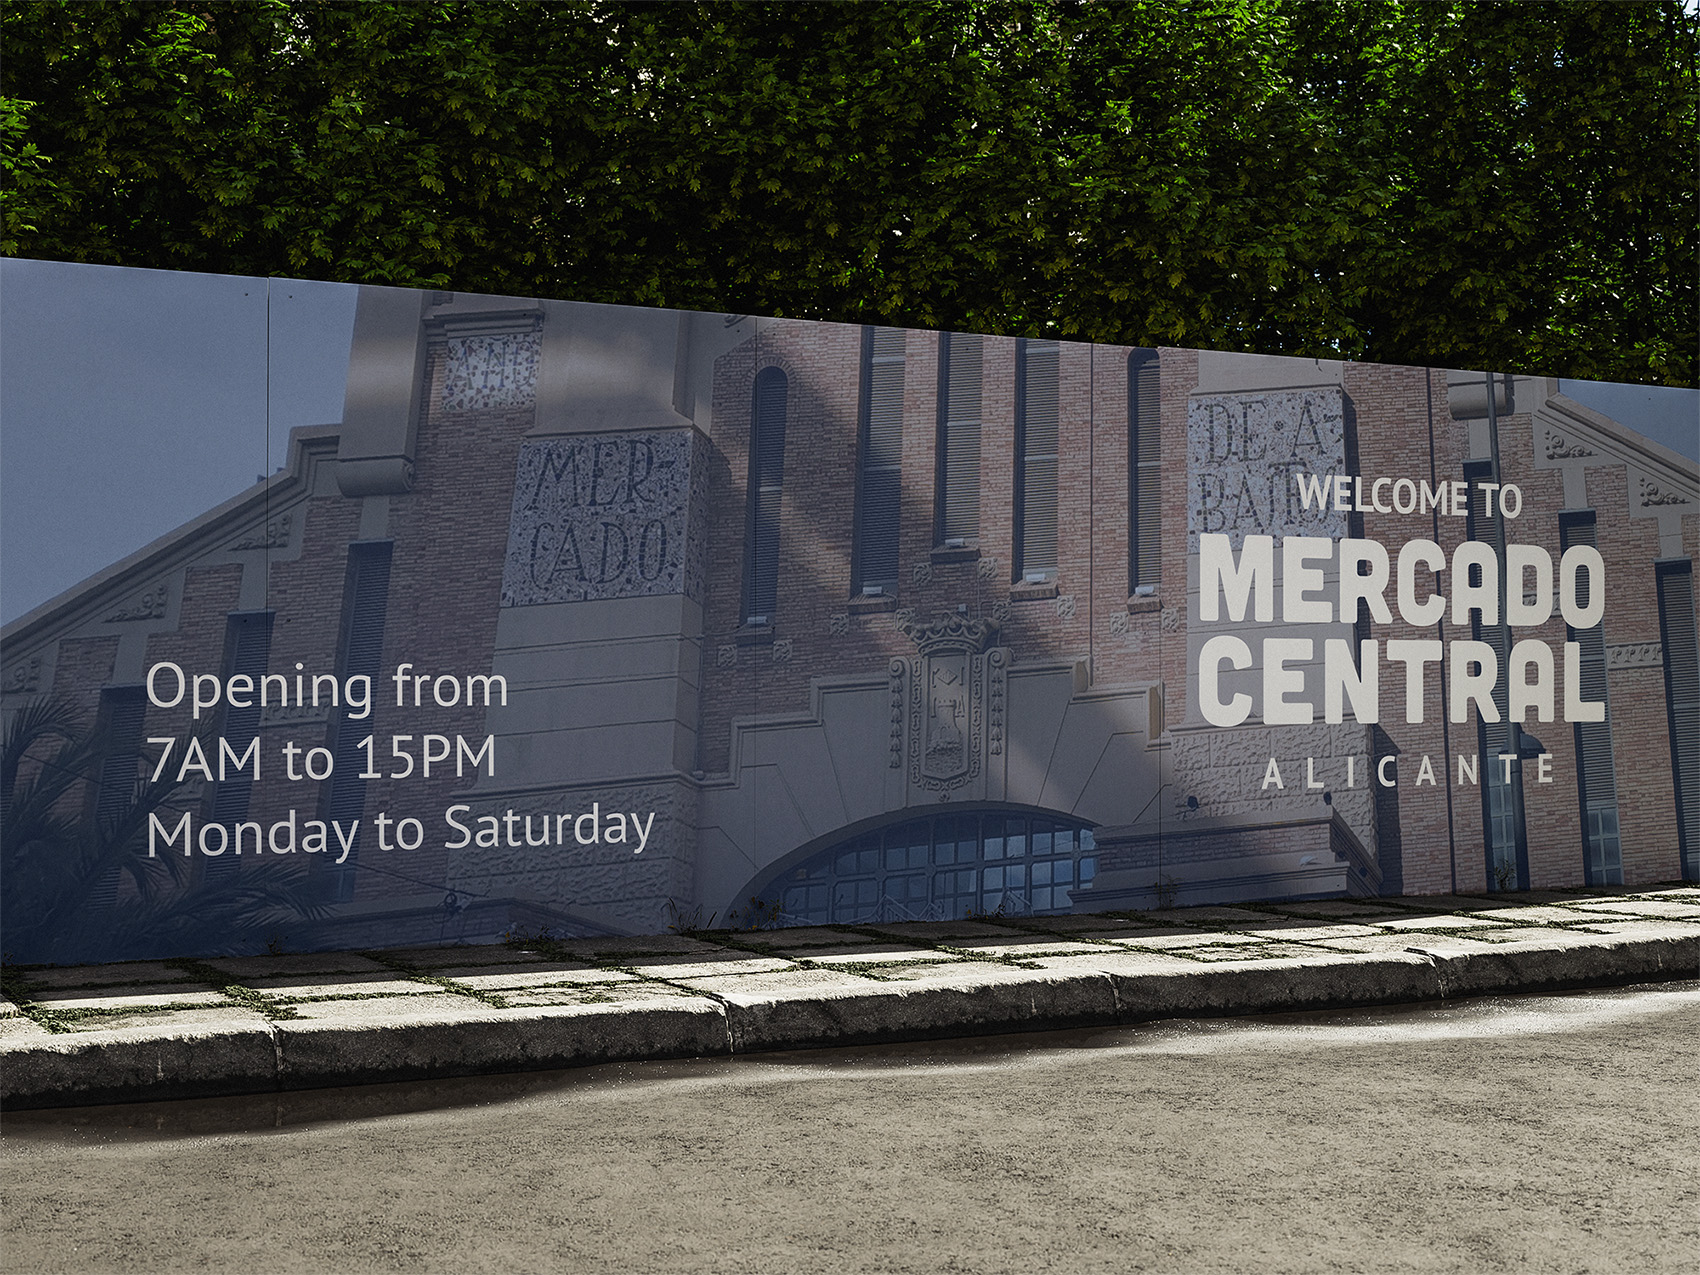 Opening from
7AM to 15PM
Monday to Saturday
WELCOME TO
MERCADO
CENTRAL
ALICANTE
MER-
CADO
DE·A-